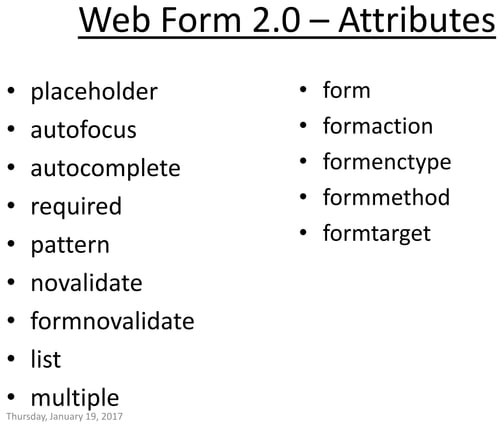 Web Form 2.0 – Attributes
• placeholder
• autofocus
• autocomplete
• required
• pattern
• novalidate
• formnovalidate
• list
• multiple
• form
• formaction
• formenctype
• formmethod
• formtarget
Thursday, January 19, 2017